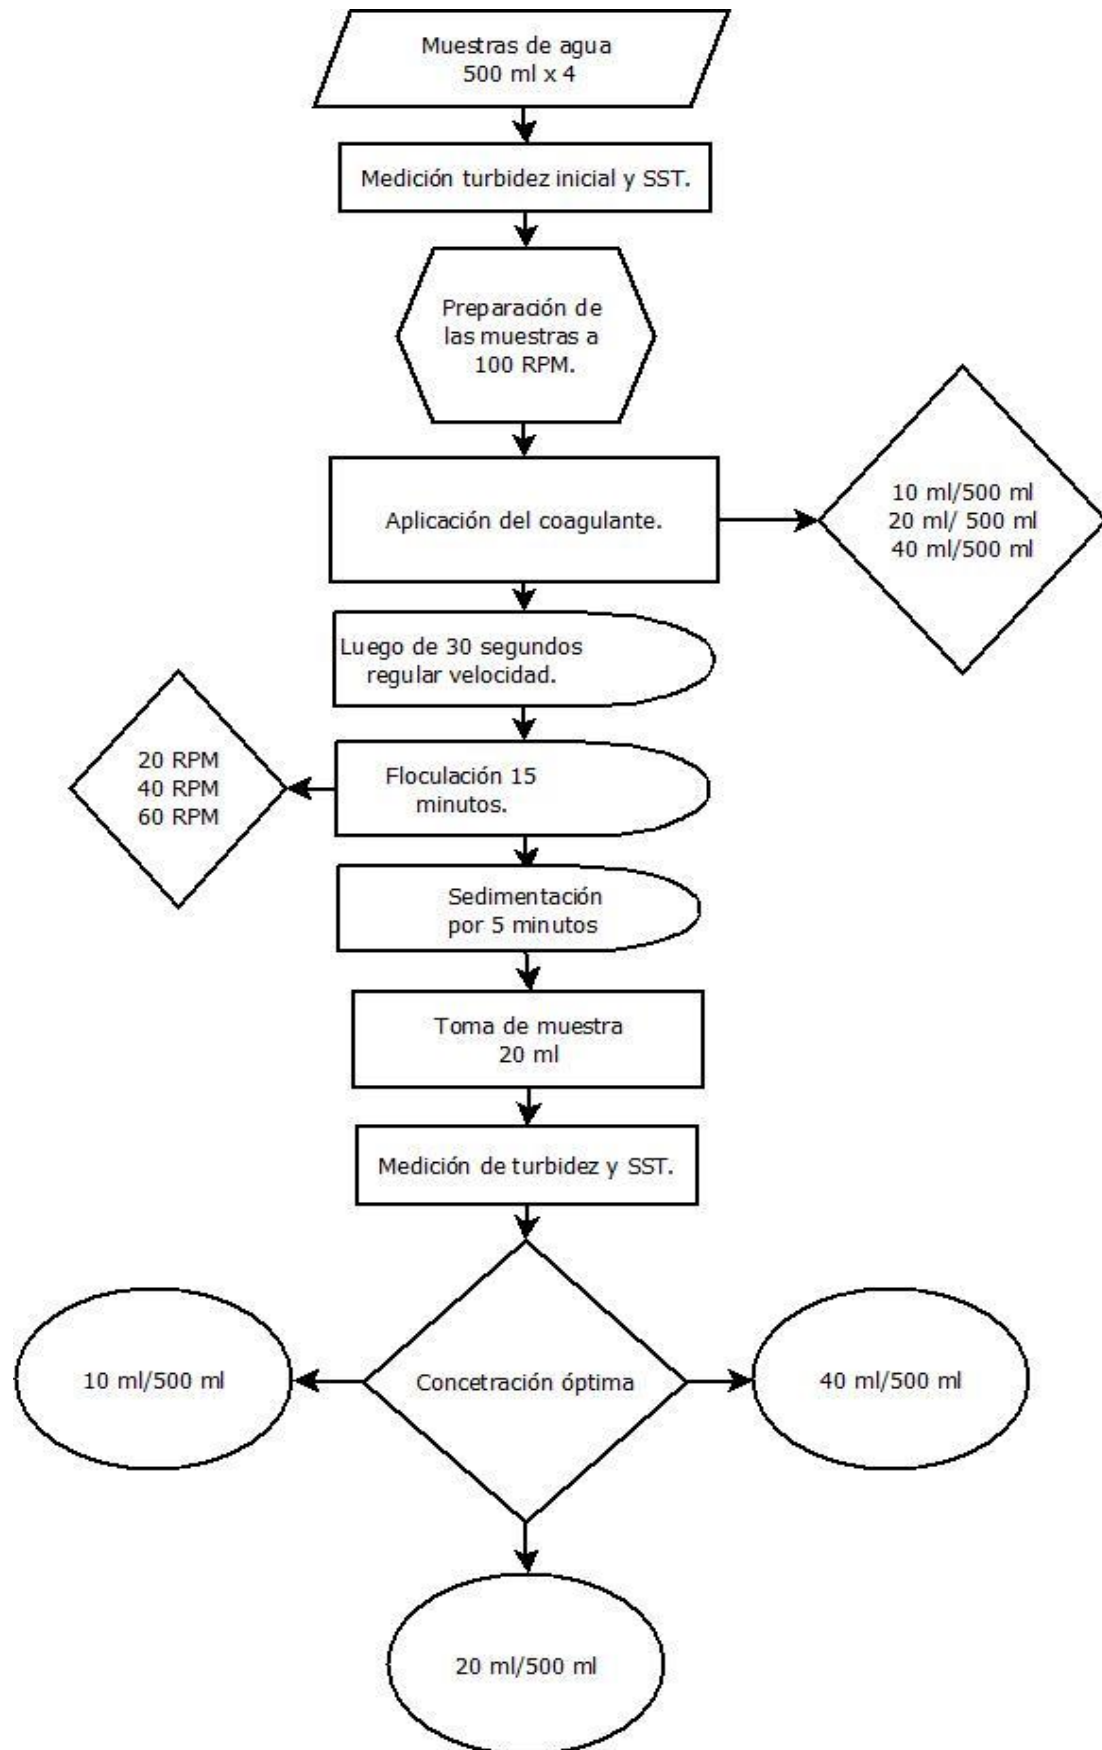 Muestras de agua
500 ml x 4
Medición turbidez inicial y SST.
Preparación de
las muestras a
100 RPM.
Aplicación del coagulante.
10 ml/500 ml
20 ml/ 500 ml
40 ml/500 ml
Luego de 30 segundos
regular velocidad.
Floculación 15
minutos.
20 RPM
40 RPM
60 RPM
Sedimentación
por 5 minutos
Toma de muestra
20 ml
Medición de turbidez y SST.
Concetración óptima
10 ml/500 ml
40 ml/500 ml
20 ml/500 ml